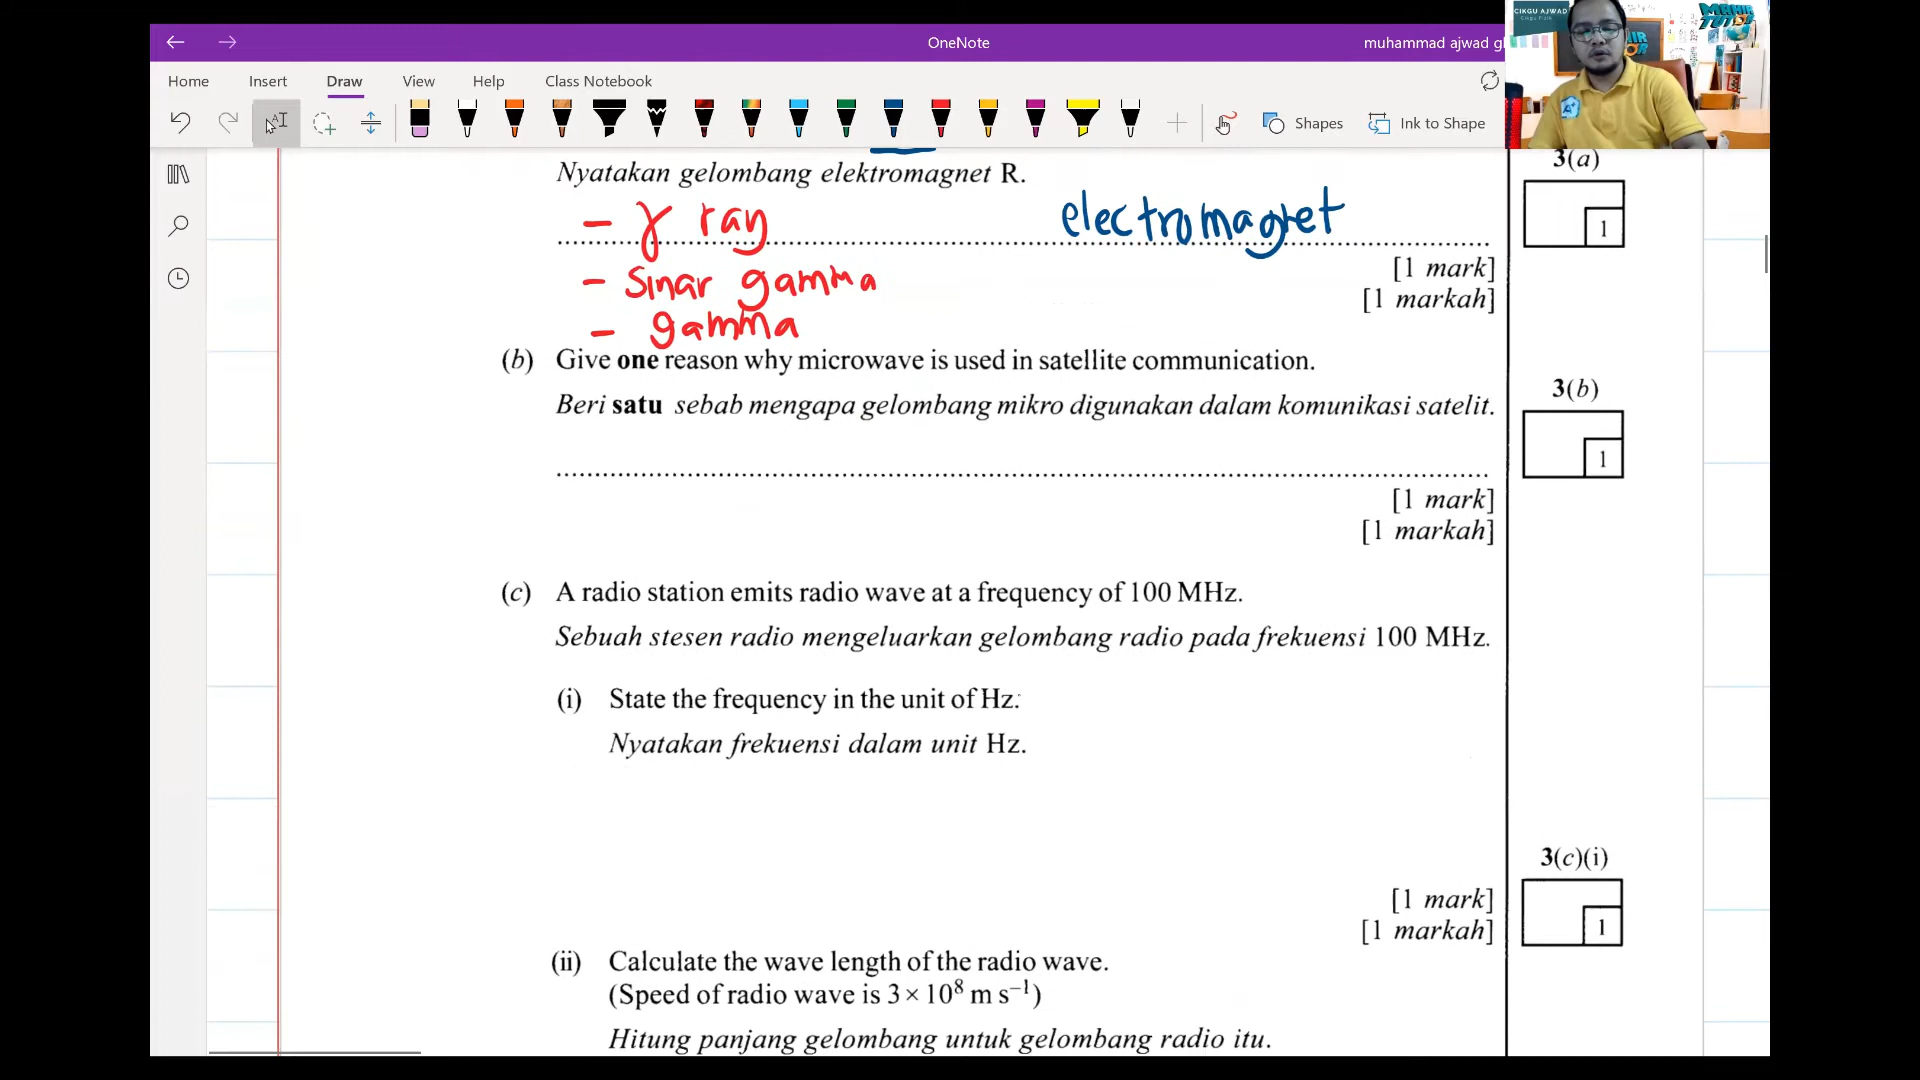 OneNote
muhammad ajwad g
CIKGU AJWAD
Cikgu Fizik
Home Insert Draw View Help Class Notebook
Shapes Ink to Shape
Nyatakan gelombang elektromagnet R.
3(a)
- γ ray electromagnet
1
[1 mark]
- sinar gamma
[1 markah]
- gamma
(b) Give one reason why microwave is used in satellite communication.
3(b)
Beri satu sebab mengapa gelombang mikro digunakan dalam komunikasi satelit.
1
[1 mark]
[1 markah]
(c) A radio station emits radio wave at a frequency of 100 MHz.
Sebuah stesen radio mengeluarkan gelombang radio pada frekuensi 100 MHz.
(i) State the frequency in the unit of Hz.
Nyatakan frekuensi dalam unit Hz.
3(c)(i)
[1 mark]
1
[1 markah]
(ii) Calculate the wave length of the radio wave.
(Speed of radio wave is 3 × 10⁸ m s⁻¹)
Hitung panjang gelombang untuk gelombang radio itu.